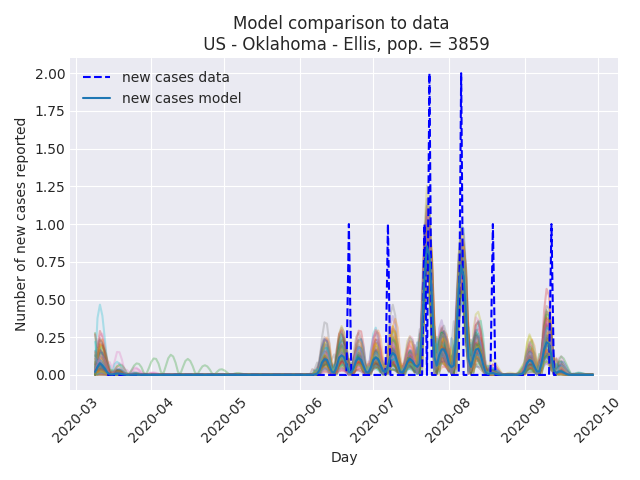 Model comparison to data
US - Oklahoma - Ellis, pop. = 3859
2.00
1.75
1.50
1.25
1.00
0.75
0.50
0.25
0.00
Number of new cases reported
new cases data
new cases model
2020-03
2020-04
2020-05
2020-06
2020-07
2020-08
2020-09
2020-10
Day